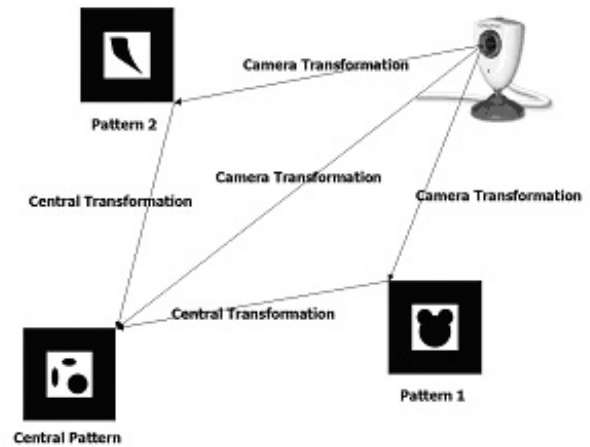 Camera Transformation
Pattern 2
Camera Transformation
Camera Transformation
Central Transformation
Central Transformation
Pattern 1
Central Pattern